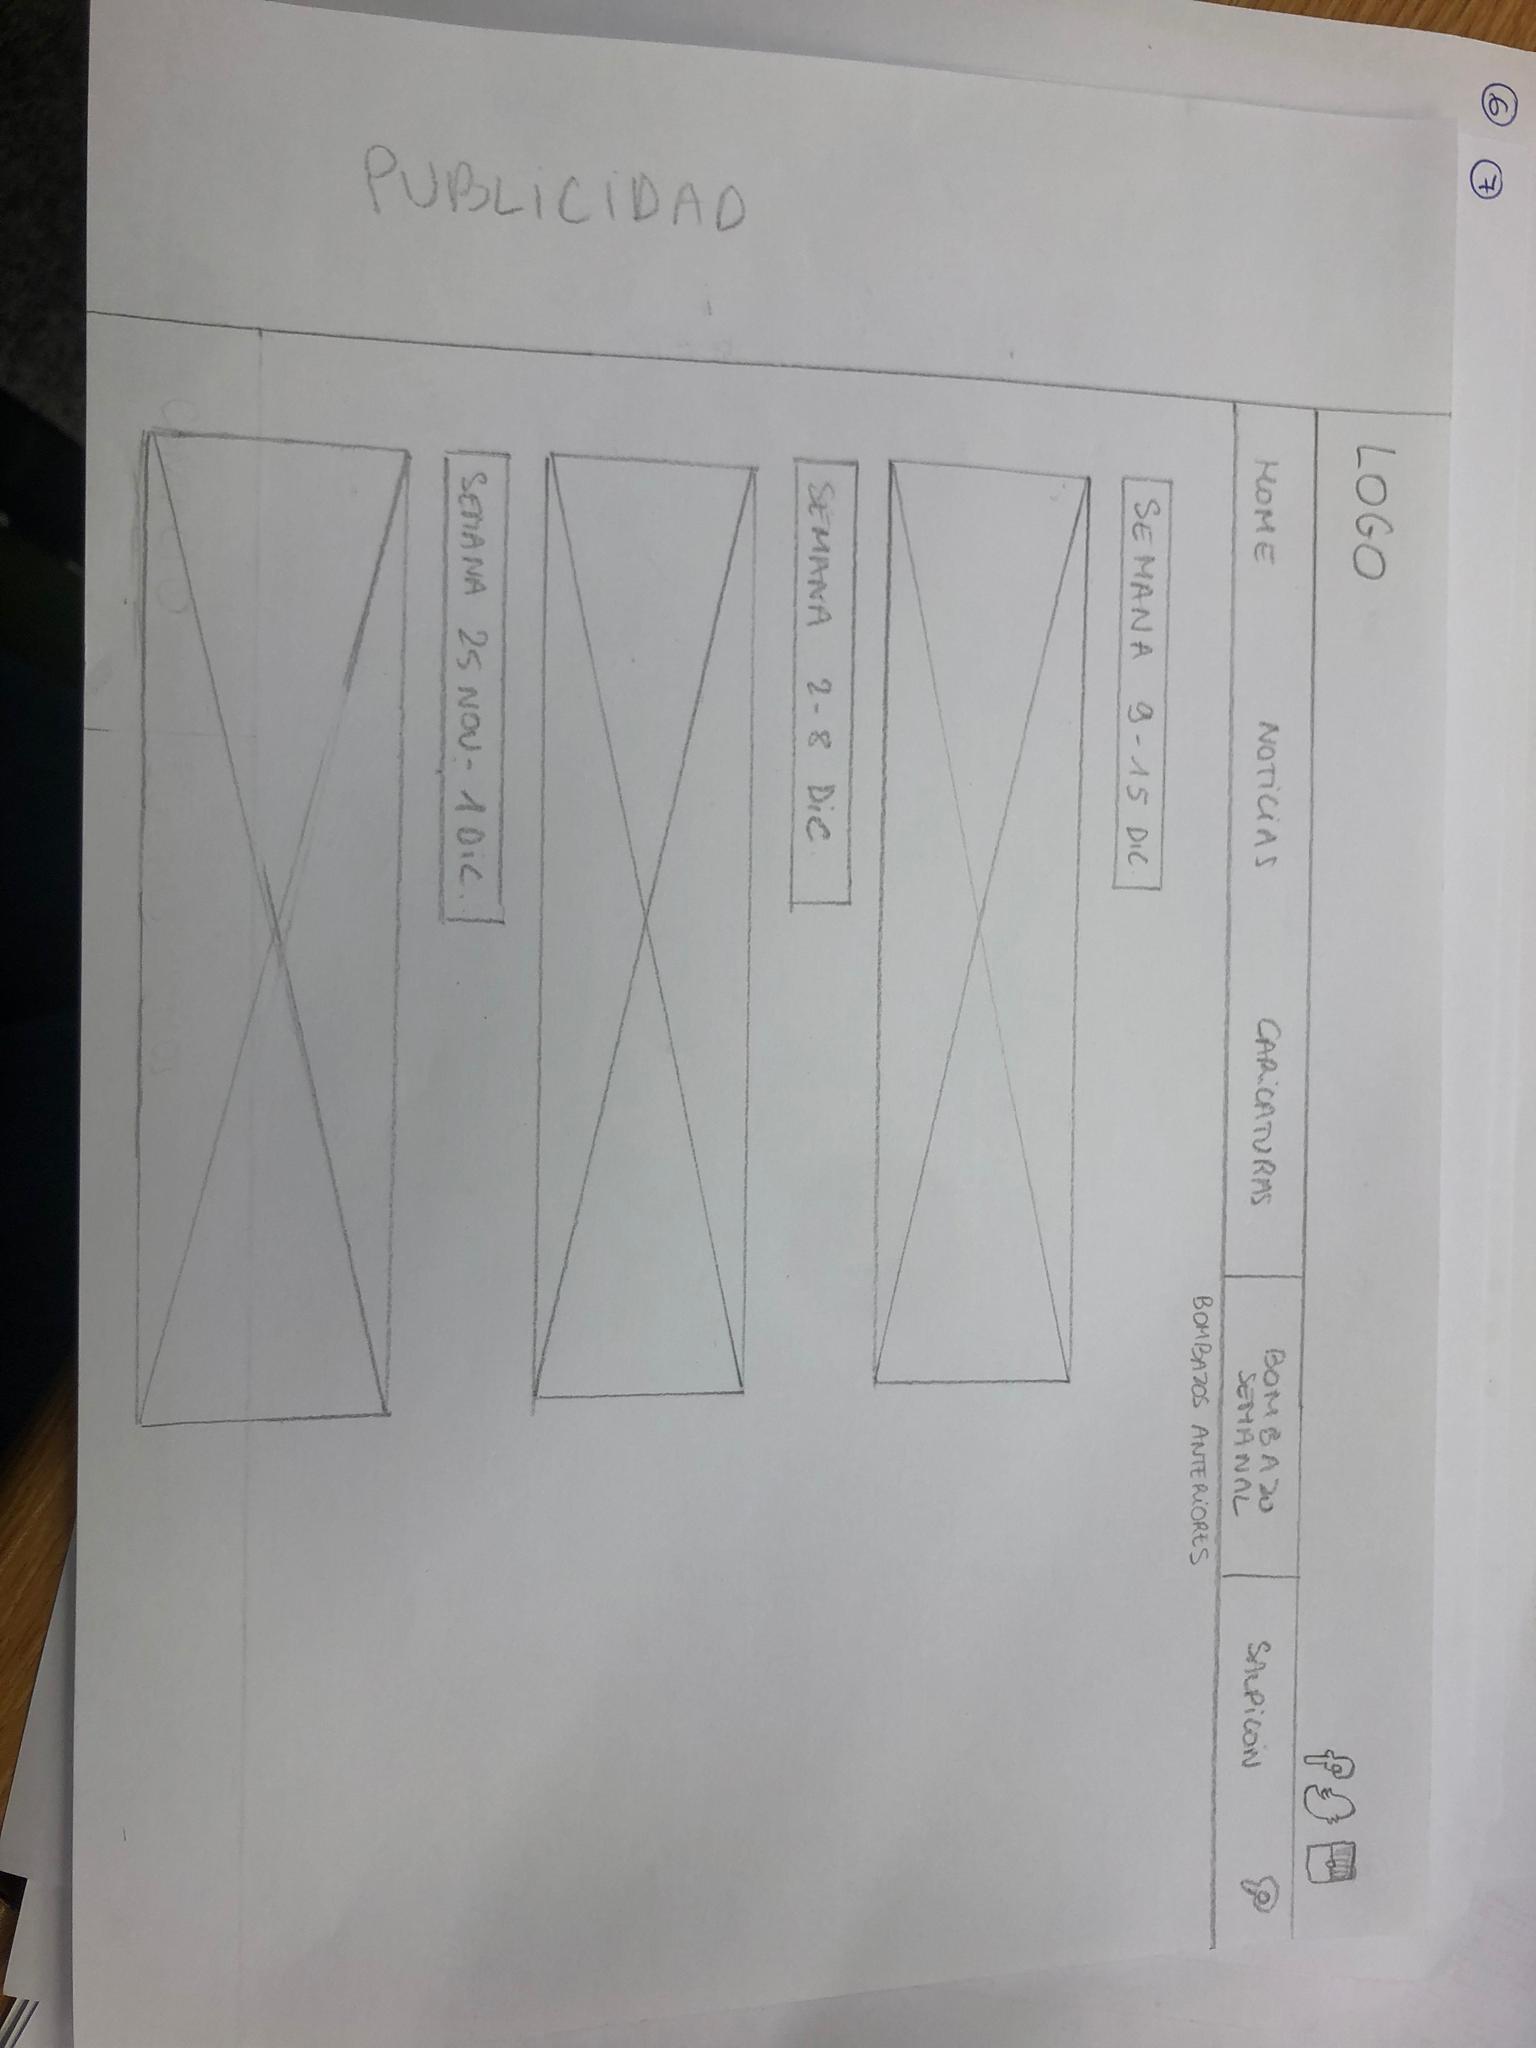 6
7
LOGO
HOME NOTICIAS CARICATURAS BOMBAZO SEMANAL SALPICÓN
BOMBAZOS ANTERIORES
SEMANA 9-15 DIC.
SEMANA 2-8 DIC.
SEMANA 25 NOV.-1 DIC.
PUBLICIDAD